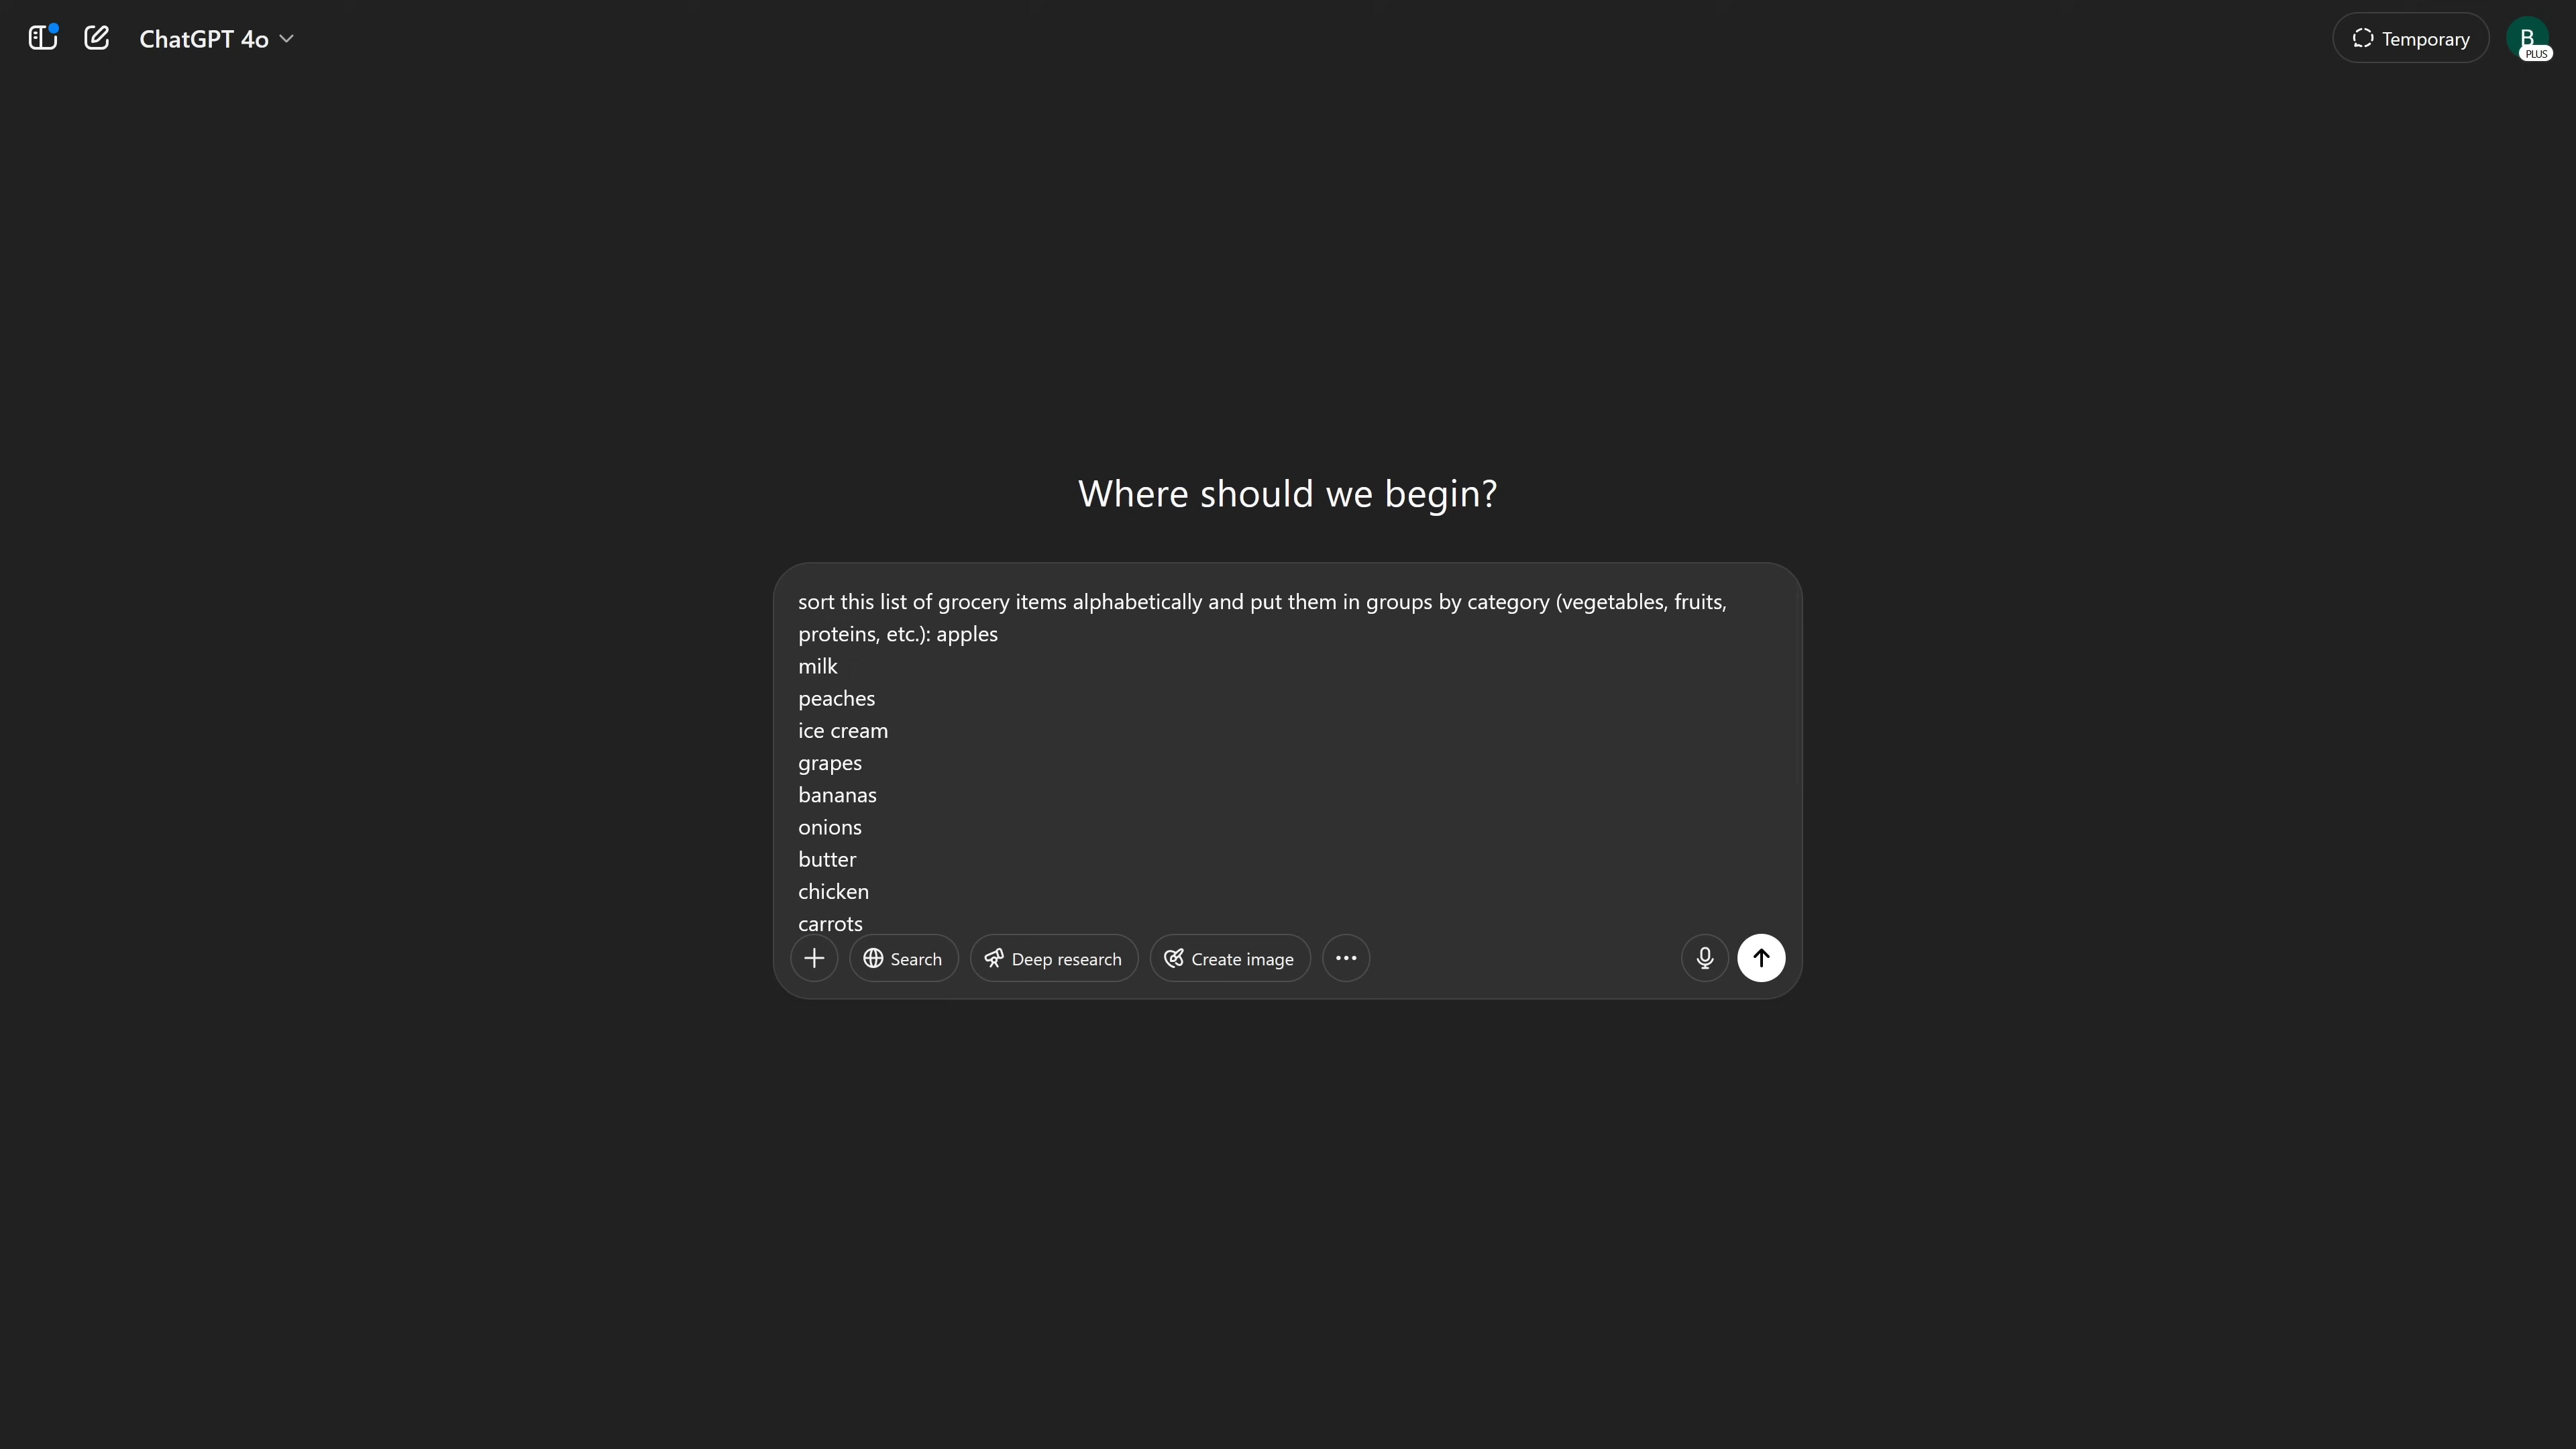 ChatGPT 4o
Temporary
B
PLUS
Where should we begin?
sort this list of grocery items alphabetically and put them in groups by category (vegetables, fruits,
proteins, etc.): apples
milk
peaches
ice cream
grapes
bananas
onions
butter
chicken
carrots
Search
Deep research
Create image